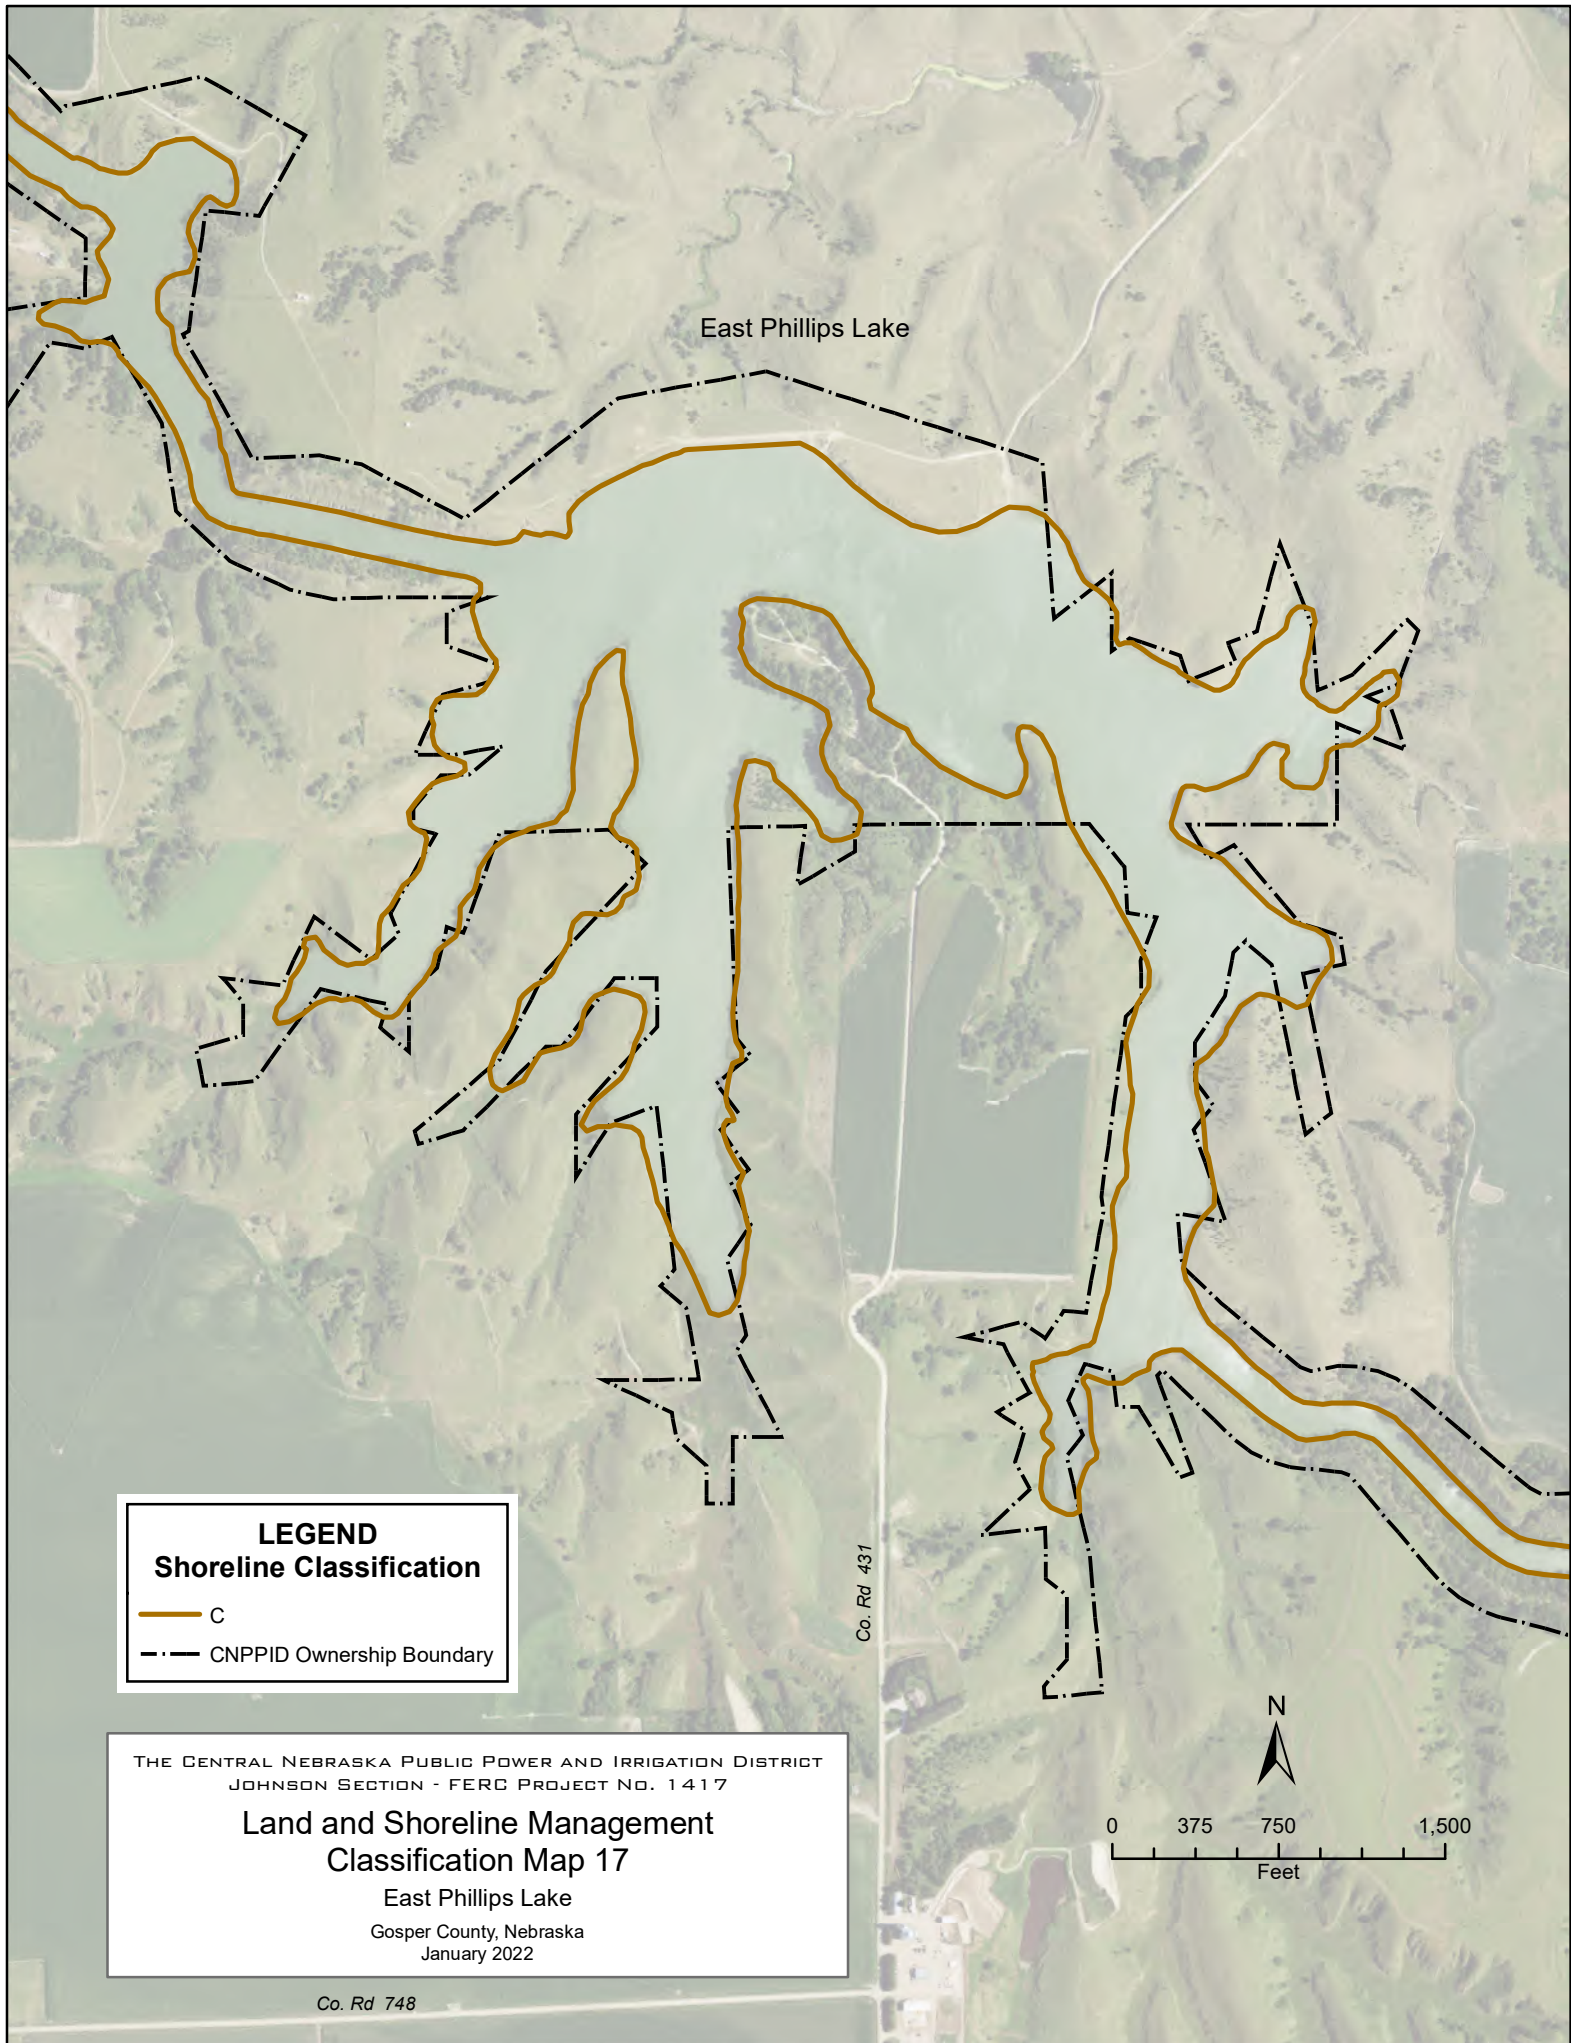 East Phillips Lake
LEGEND
Shoreline Classification
C
CNPPID Ownership Boundary
Co. Rd 431
THE CENTRAL NEBRASKA PUBLIC POWER AND IRRIGATION DISTRICT
JOHNSON SECTION - FERC PROJECT NO. 1417
Land and Shoreline Management
Classification Map 17
East Phillips Lake
Gosper County, Nebraska
January 2022
N
0 375 750 1,500
Feet
Co. Rd 748